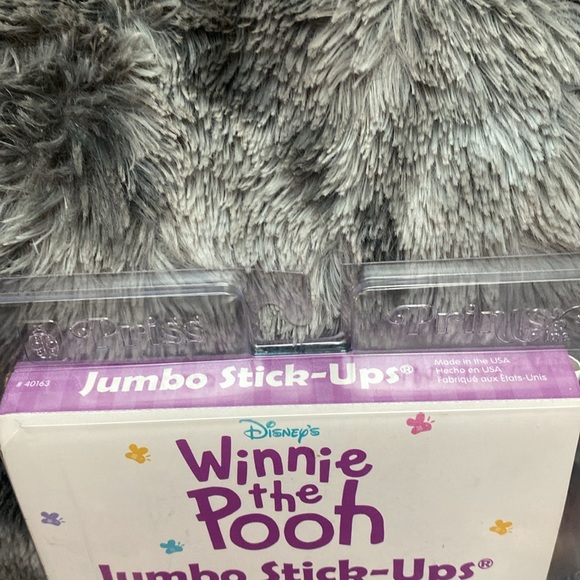 Priss
Prints
Jumbo Stick-Ups®
# 40163
Made in the USA
Hecho en USA
Fabriqué aux États-Unis
Disney's
Winnie
the
Pooh
Jumbo Stick-Ups®